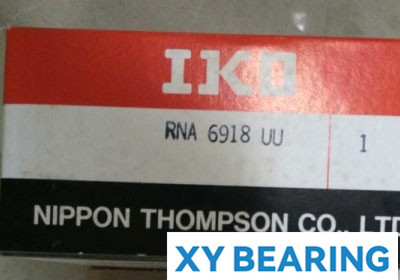 IKO
RNA 6918 UU 1
NIPPON THOMPSON CO., LTD
XY BEARING